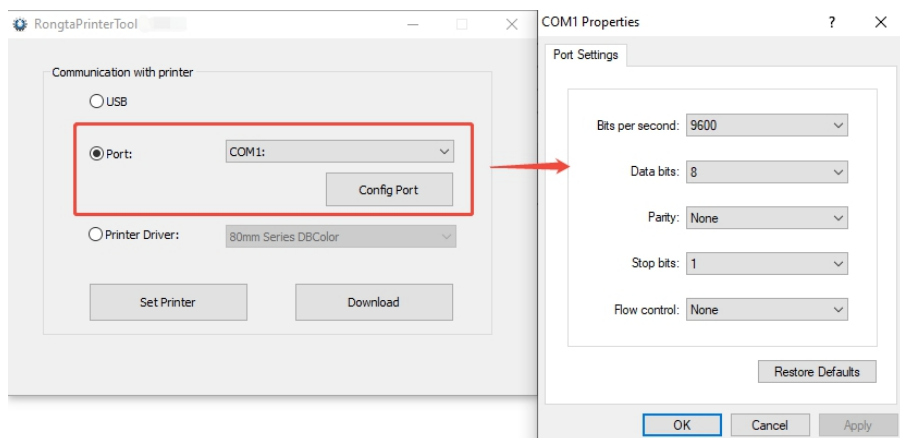 RongtaPrinterTool
Communication with printer
USB
Port:
COM1:
Config Port
Printer Driver:
80mm Series DBColor
Set Printer
Download
COM1 Properties
?
Port Settings
Bits per second:
9600
Data bits:
8
Parity:
None
Stop bits:
1
Flow control:
None
Restore Defaults
OK
Cancel
Apply